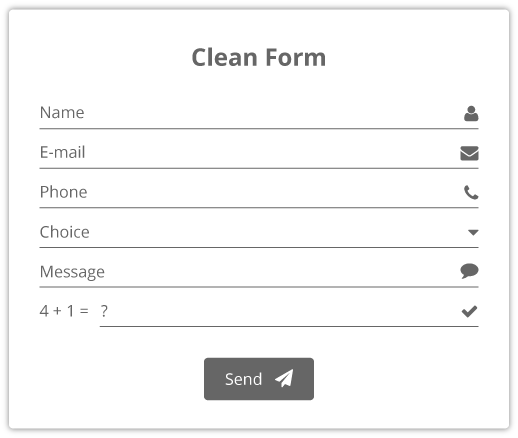 Clean Form
Name
E-mail
Phone
Choice
Message
4 + 1 = ?
Send